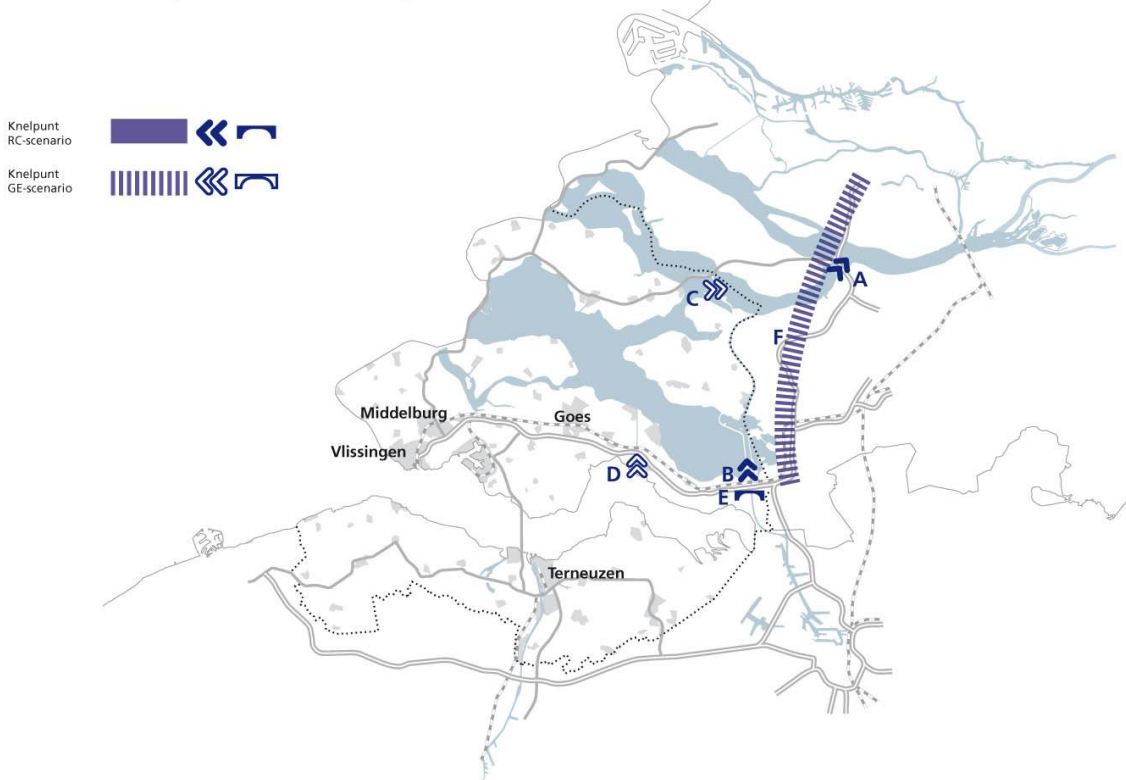 Knelpunt
RC-scenario
Knelpunt
GE-scenario
A
C
F
Middelburg
Goes
Vlissingen
D
B
E
Terneuzen